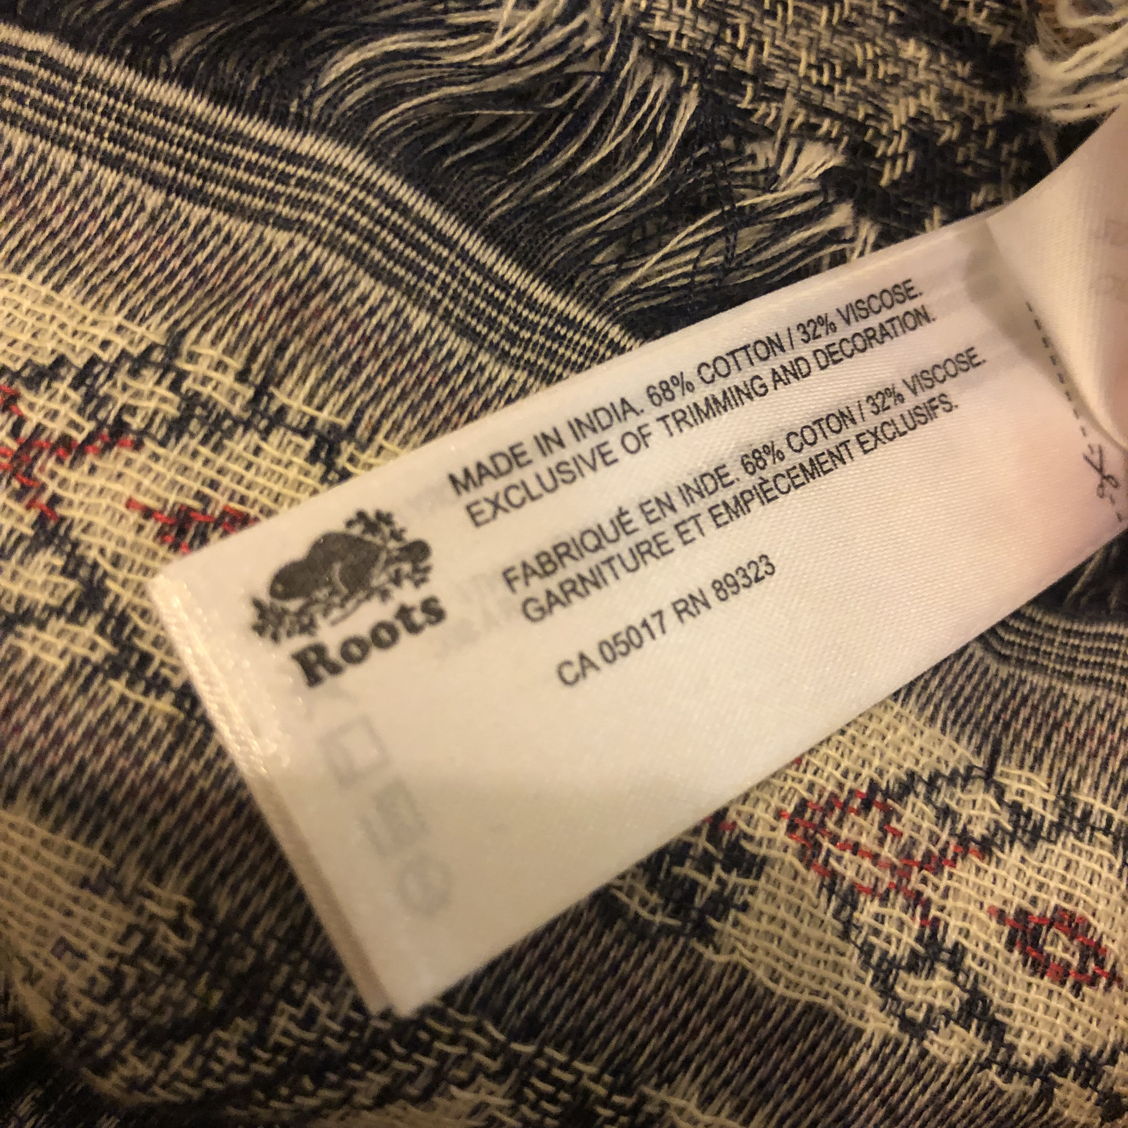 Roots
MADE IN INDIA. 68% COTTON / 32% VISCOSE.
EXCLUSIVE OF TRIMMING AND DECORATION.
FABRIQUÉ EN INDE. 68% COTON / 32% VISCOSE.
GARNITURE ET EMPIÈCEMENT EXCLUSIFS.
CA 05017 RN 89323